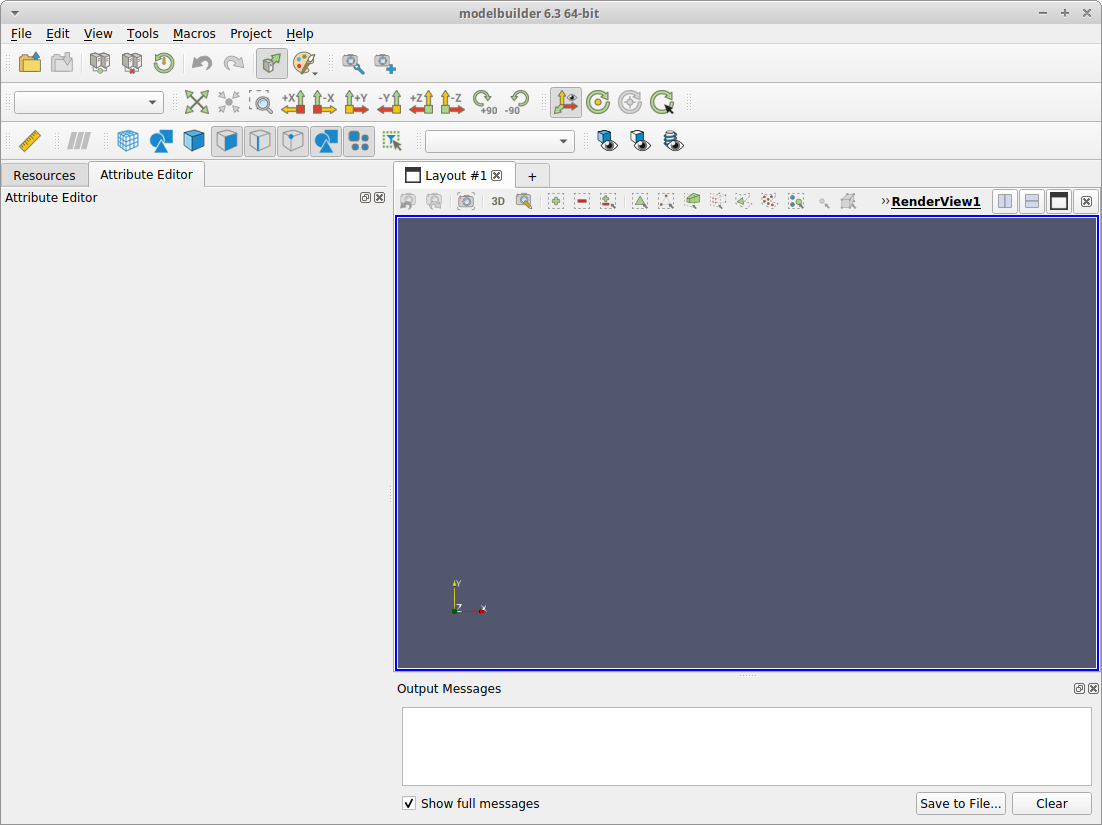 modelbuilder 6.3 64-bit
File Edit View Tools Macros Project Help
+X -X +Y -Y +Z -Z +90 -90
Resources Attribute Editor Layout #1 +
Attribute Editor 3D »RenderView1
Y
Z X
Output Messages
Show full messages Save to File... Clear